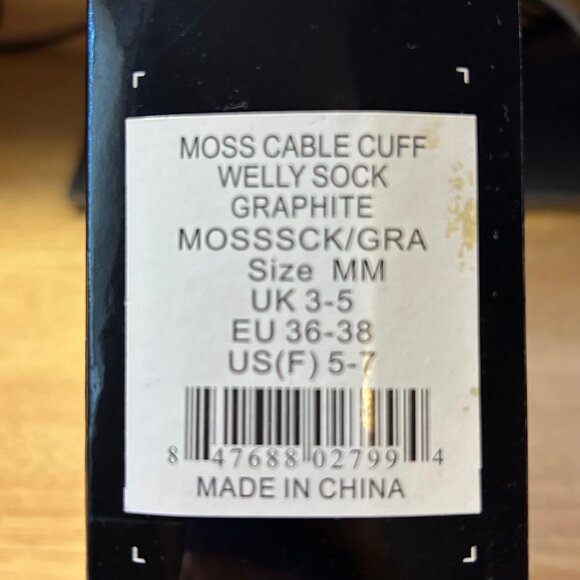 MOSS CABLE CUFF
WELLY SOCK
GRAPHITE
MOSSSCK/GRA
Size MM
UK 3-5
EU 36-38
US(F) 5-7
8 47688 02799 4
MADE IN CHINA